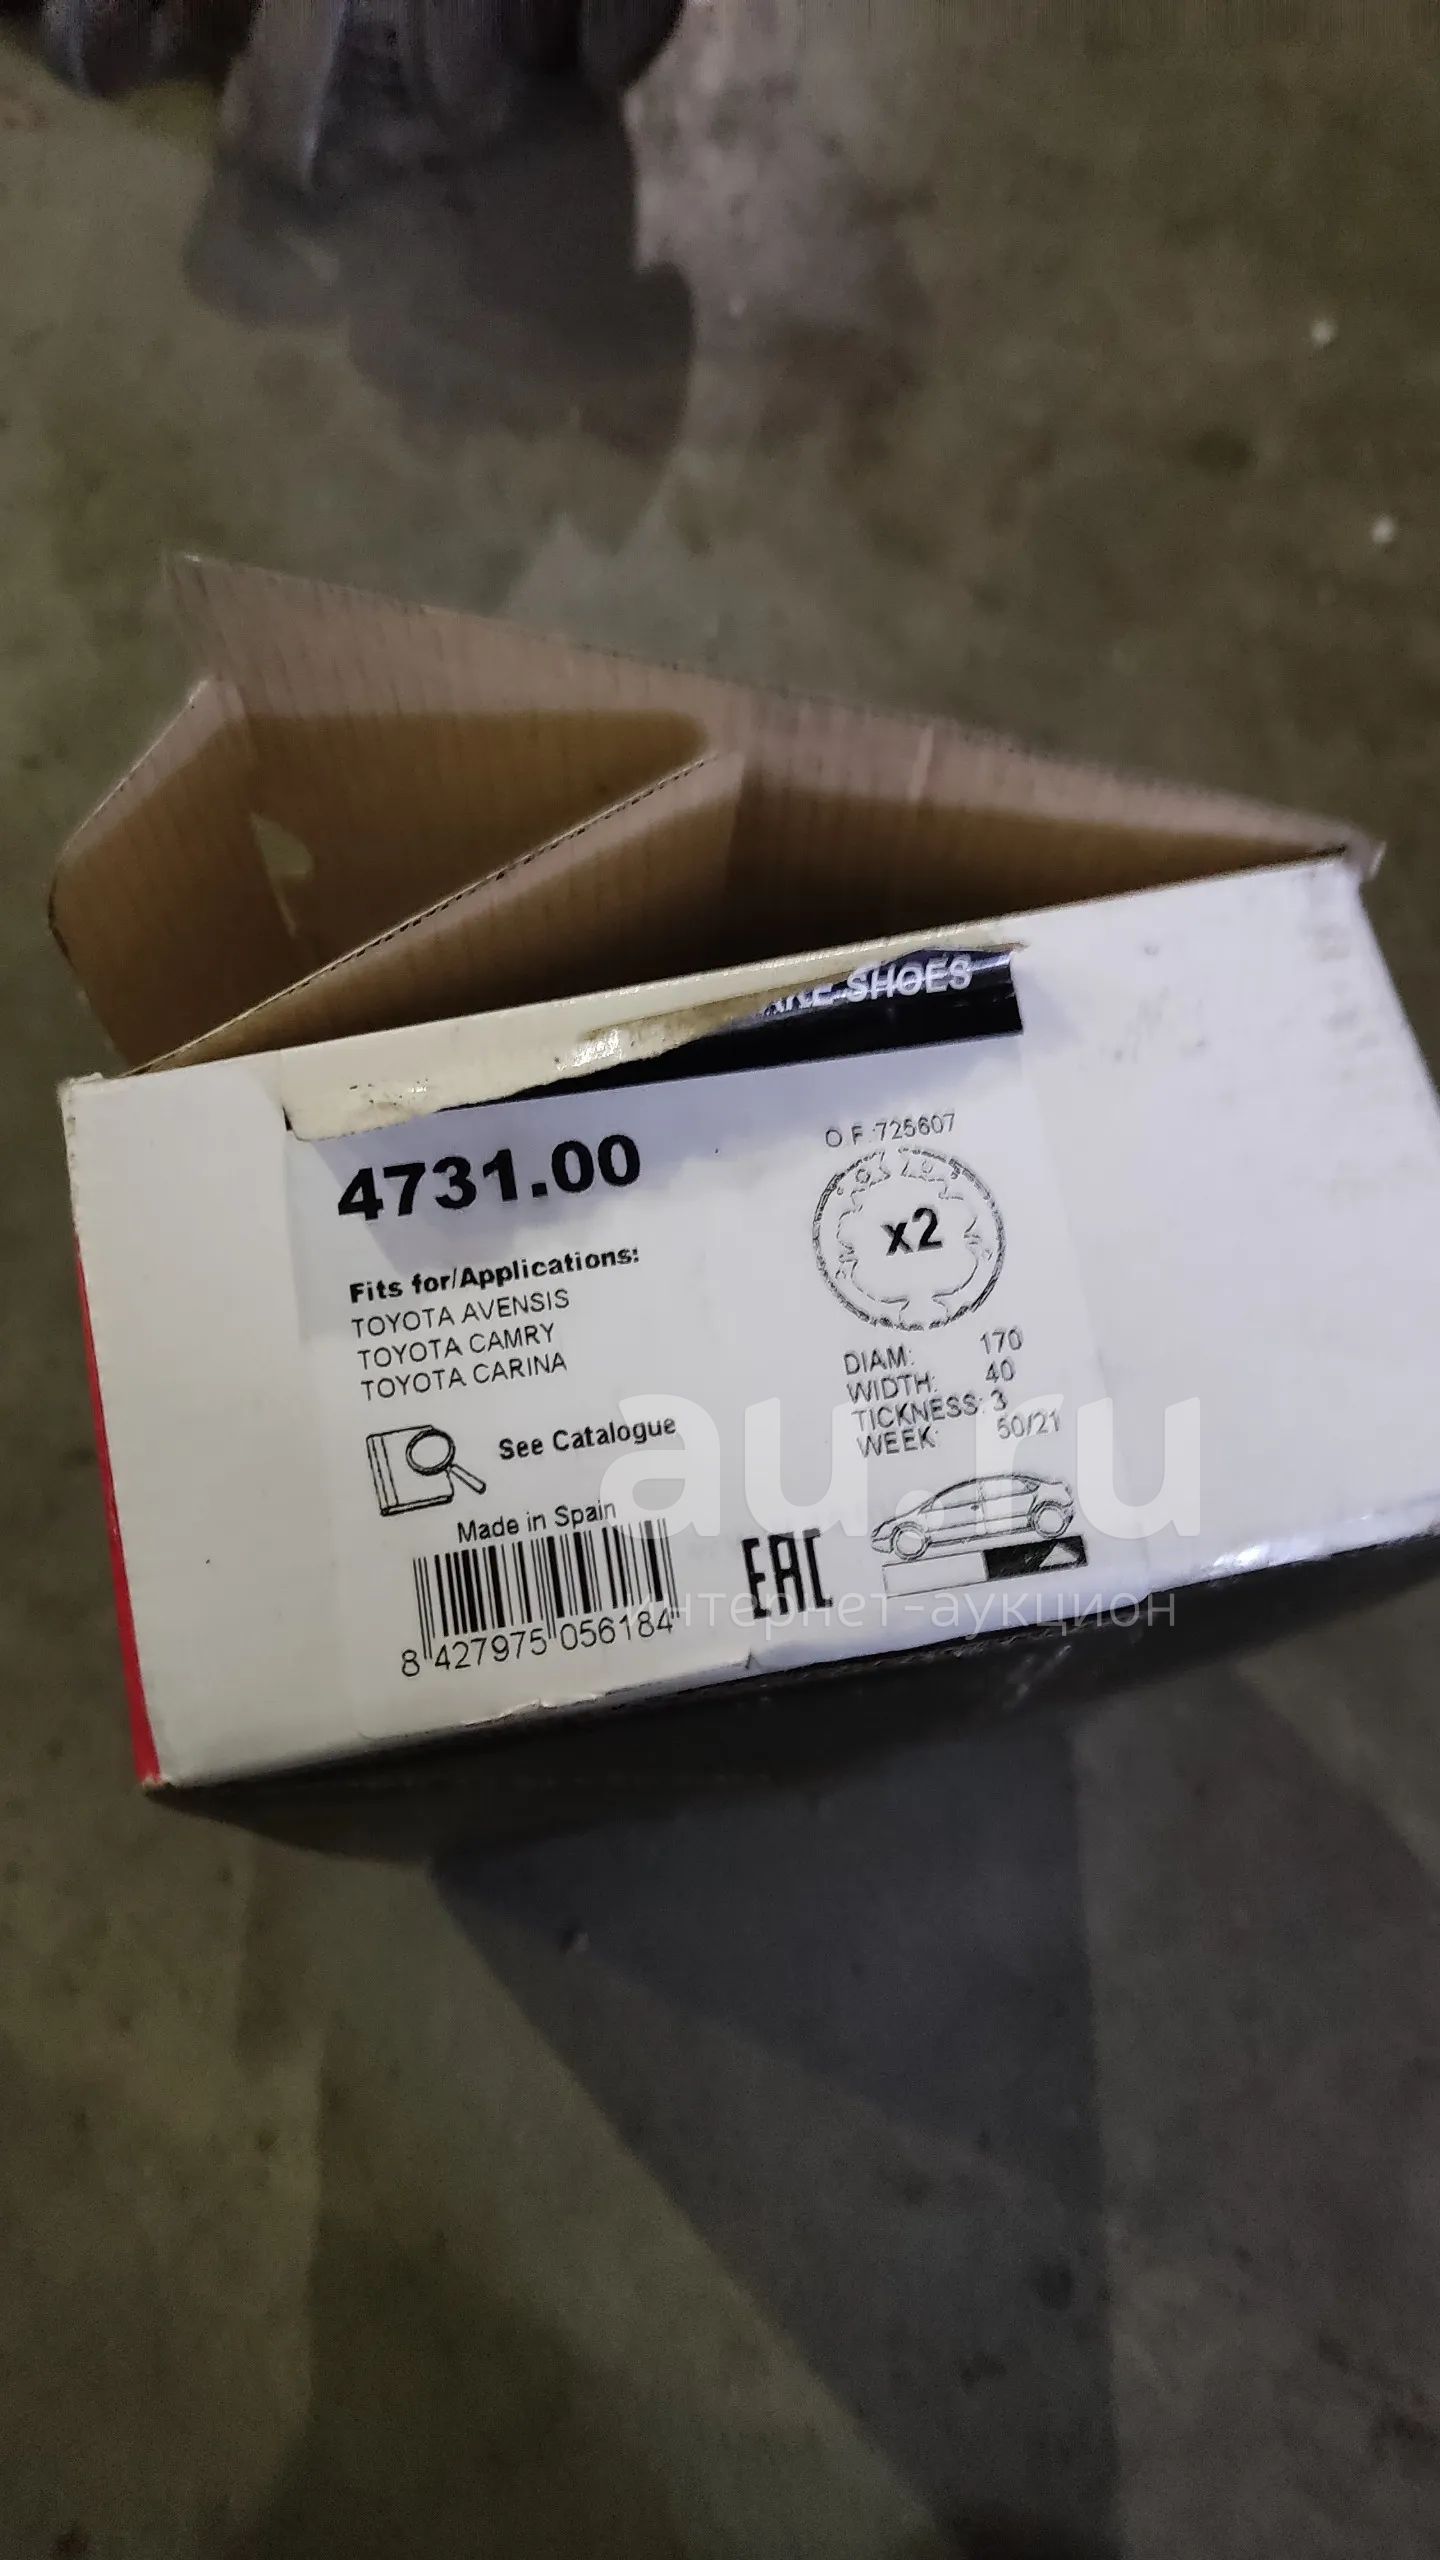 SHOES
4731.00
O.F.:725607
x2
Fits for/Applications:
TOYOTA AVENSIS
TOYOTA CAMRY
TOYOTA CARINA
DIAM: 170
WIDTH: 40
TICKNESS: 3
WEEK: 50/21
See Catalogue
Made in Spain
8 427975 056184
EAC
au.ru
интернет-аукцион